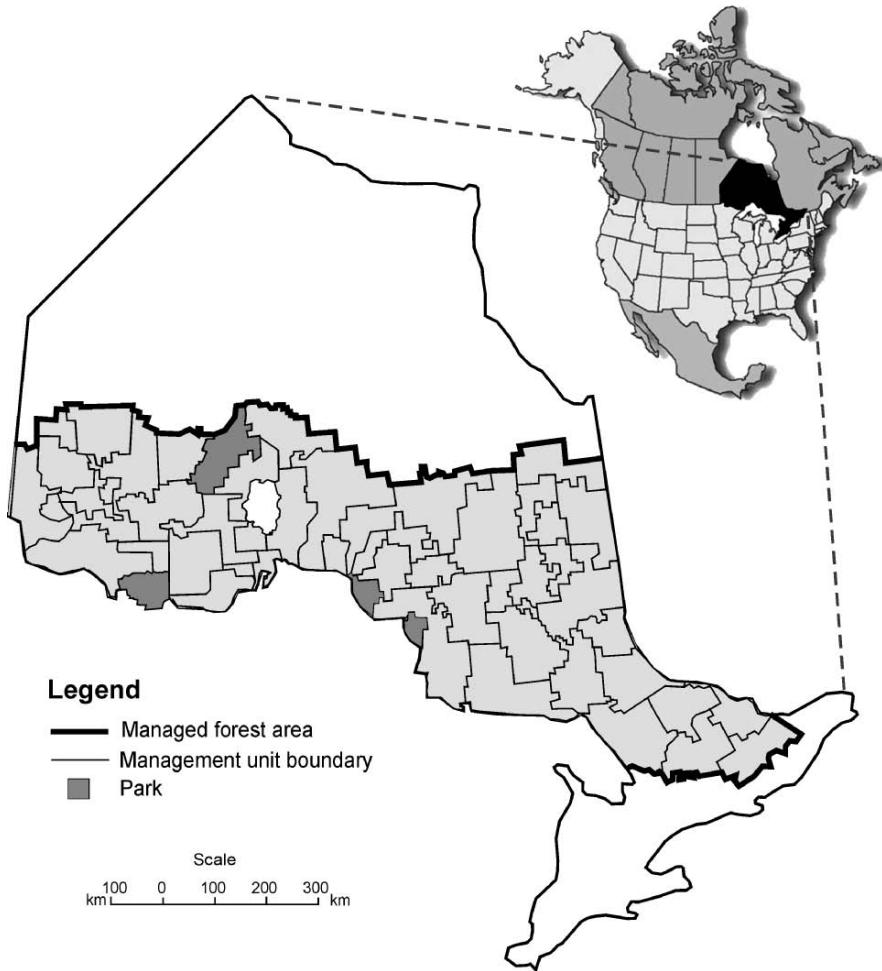 Legend
Managed forest area
Management unit boundary
Park
Scale
km 100 0 100 200 300 km